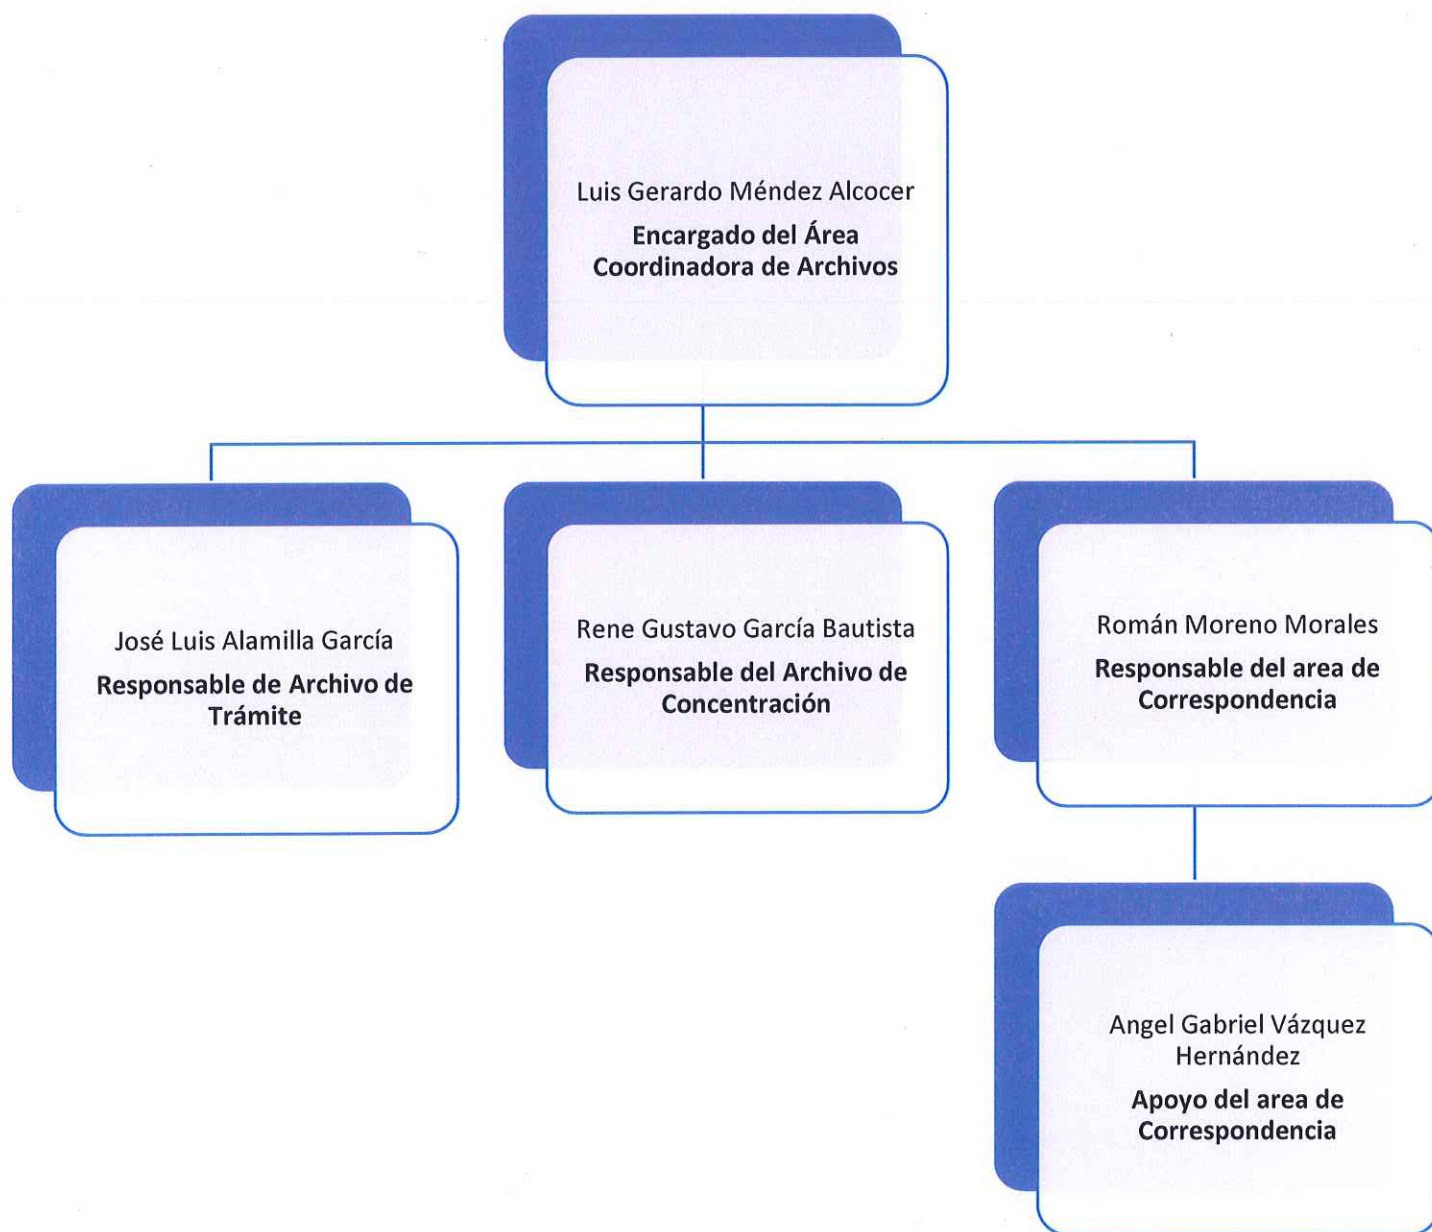 Luis Gerardo Méndez Alcocer
Encargado del Área
Coordinadora de Archivos
José Luis Alamilla García
Responsable de Archivo de
Trámite
Rene Gustavo García Bautista
Responsable del Archivo de
Concentración
Román Moreno Morales
Responsable del area de
Correspondencia
Angel Gabriel Vázquez
Hernández
Apoyo del area de
Correspondencia